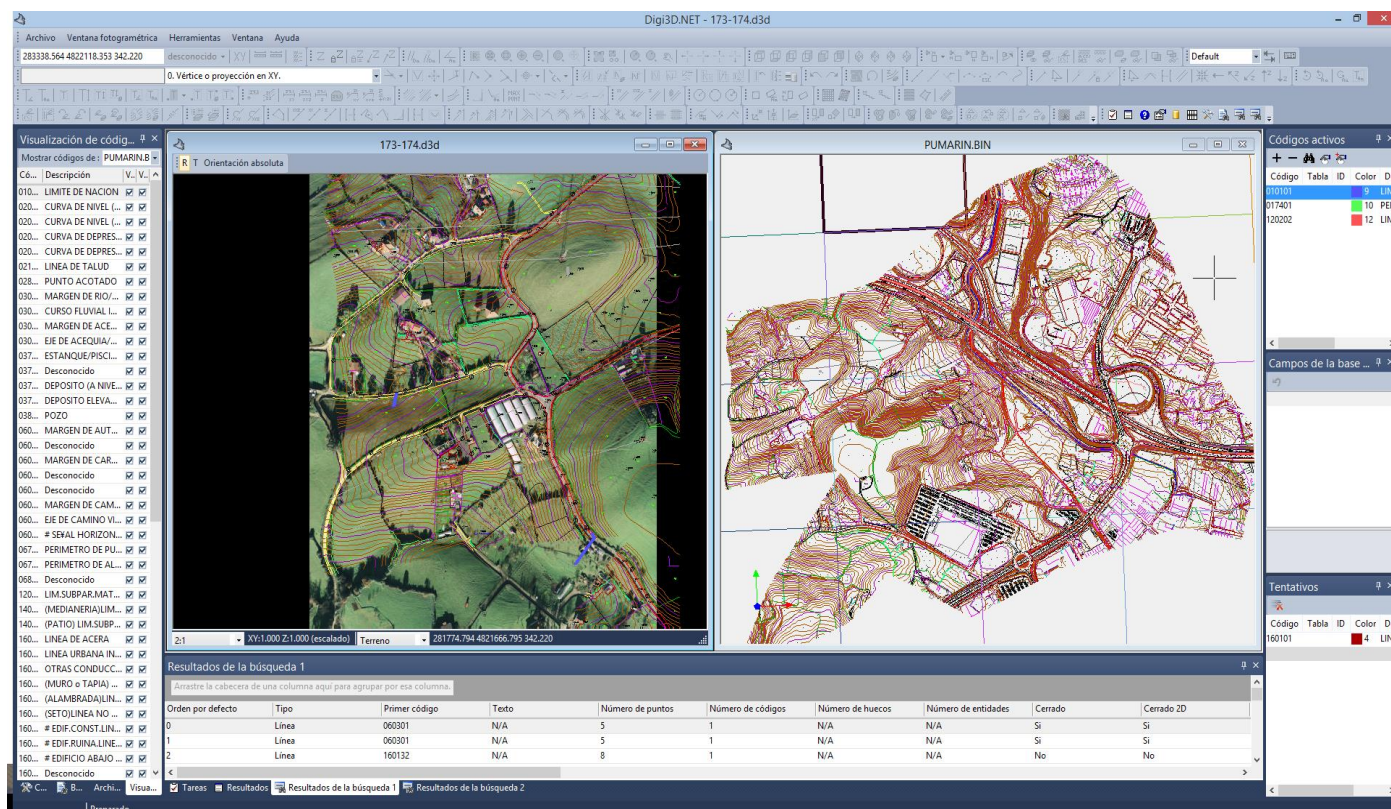 Digi3D.NET - 173-174.d3d
Archivo Ventana fotogramétrica Herramientas Ventana Ayuda
283338.564 4822118.353 342.220 desconocido XY Default
0. Vértice o proyección en XY.
Visualización de códig...
Mostrar códigos de: PUMARIN.B
Có... Descripción V.. V..
010... LIMITE DE NACION
020... CURVA DE NIVEL (...
020... CURVA DE NIVEL (...
020... CURVA DE DEPRES...
020... CURVA DE DEPRES...
021... LINEA DE TALUD
028... PUNTO ACOTADO
030... MARGEN DE RIO/...
030... CURSO FLUVIAL I...
030... MARGEN DE ACE...
030... EJE DE ACEQUIA/...
037... ESTANQUE/PISCI...
037... Desconocido
037... DEPOSITO (A NIVE...
037... DEPOSITO ELEVA...
038... POZO
060... MARGEN DE AUT...
060... Desconocido
060... MARGEN DE CAR...
060... Desconocido
060... Desconocido
060... MARGEN DE CAM...
060... EJE DE CAMINO VI...
060... # SE¥AL HORIZON...
067... PERIMETRO DE PU...
067... PERIMETRO DE AL...
068... Desconocido
120... LIM.SUBPAR.MAT...
140... (MEDIANERIA)LIM...
140... (PATIO) LIM.SUBP...
160... LINEA DE ACERA
160... LINEA URBANA IN...
160... OTRAS CONDUCC...
160... (MURO o TAPIA) ...
160... (ALAMBRADA)LIN...
160... (SETO)LINEA NO ...
160... # EDIF.CONST.LIN...
160... # EDIF.RUINA.LINE...
160... # EDIFICIO ABAJO ...
160... Desconocido
C... B... Archi... Visua...
173-174.d3d
R T Orientación absoluta
2:1 XY:1.000 Z:1.000 (escalado) Terreno 281774.794 4821666.795 342.220
PUMARIN.BIN
Resultados de la búsqueda 1
Arrastre la cabecera de una columna aquí para agrupar por esa columna.
Orden por defecto Tipo Primer código Texto Número de puntos Número de códigos Número de huecos Número de entidades Cerrado Cerrado 2D
0 Línea 060301 N/A 5 1 N/A N/A Si Si
1 Línea 060301 N/A 5 1 N/A N/A Si Si
2 Línea 160132 N/A 8 1 N/A N/A No No
Tareas Resultados Resultados de la búsqueda 1 Resultados de la búsqueda 2
Códigos activos
Código Tabla ID Color D
010101 9 LIN
017401 10 PE
120202 12 LIN
Campos de la base ...
Tentativos
Código Tabla ID Color D
160101 4 LIN
Preparado